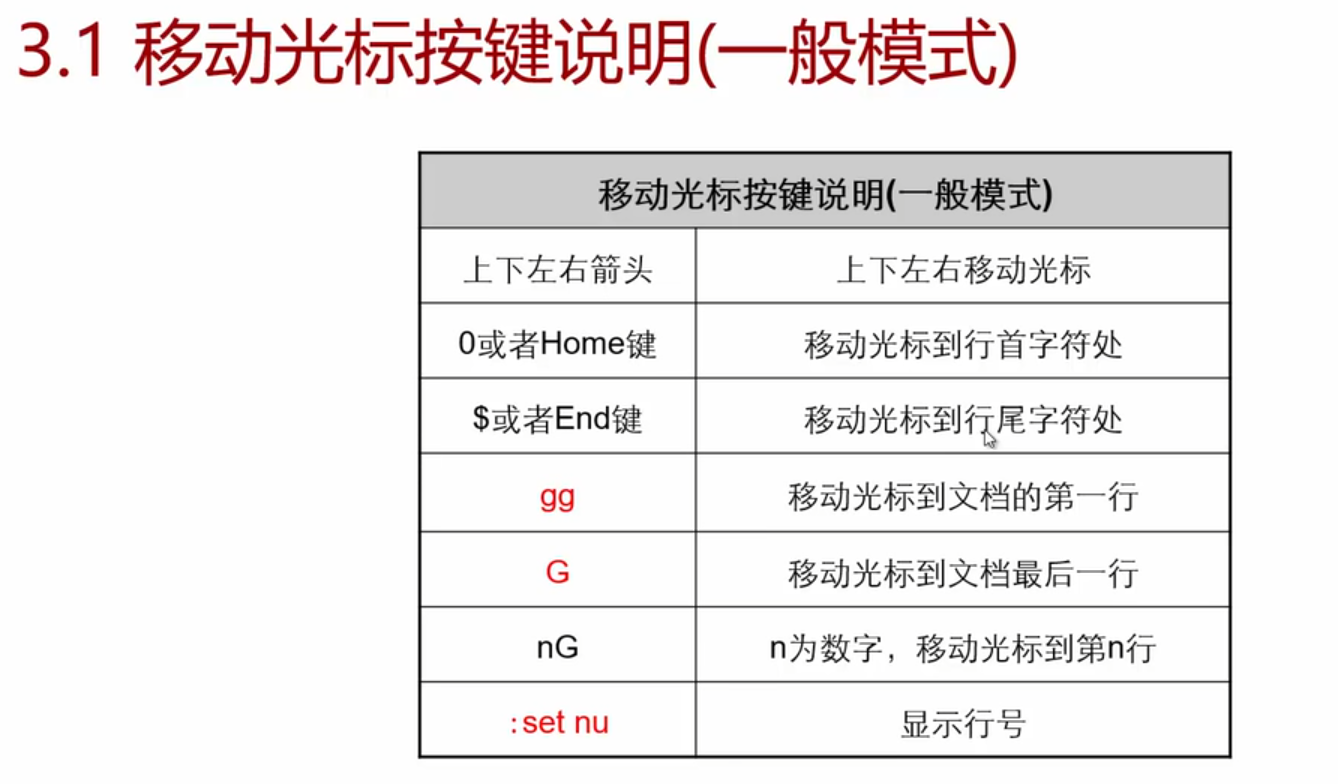 3.1 移动光标按键说明(一般模式)
移动光标按键说明(一般模式)
上下左右箭头 上下左右移动光标
0或者Home键 移动光标到行首字符处
$或者End键 移动光标到行尾字符处
gg 移动光标到文档的第一行
G 移动光标到文档最后一行
nG n为数字，移动光标到第n行
:set nu 显示行号